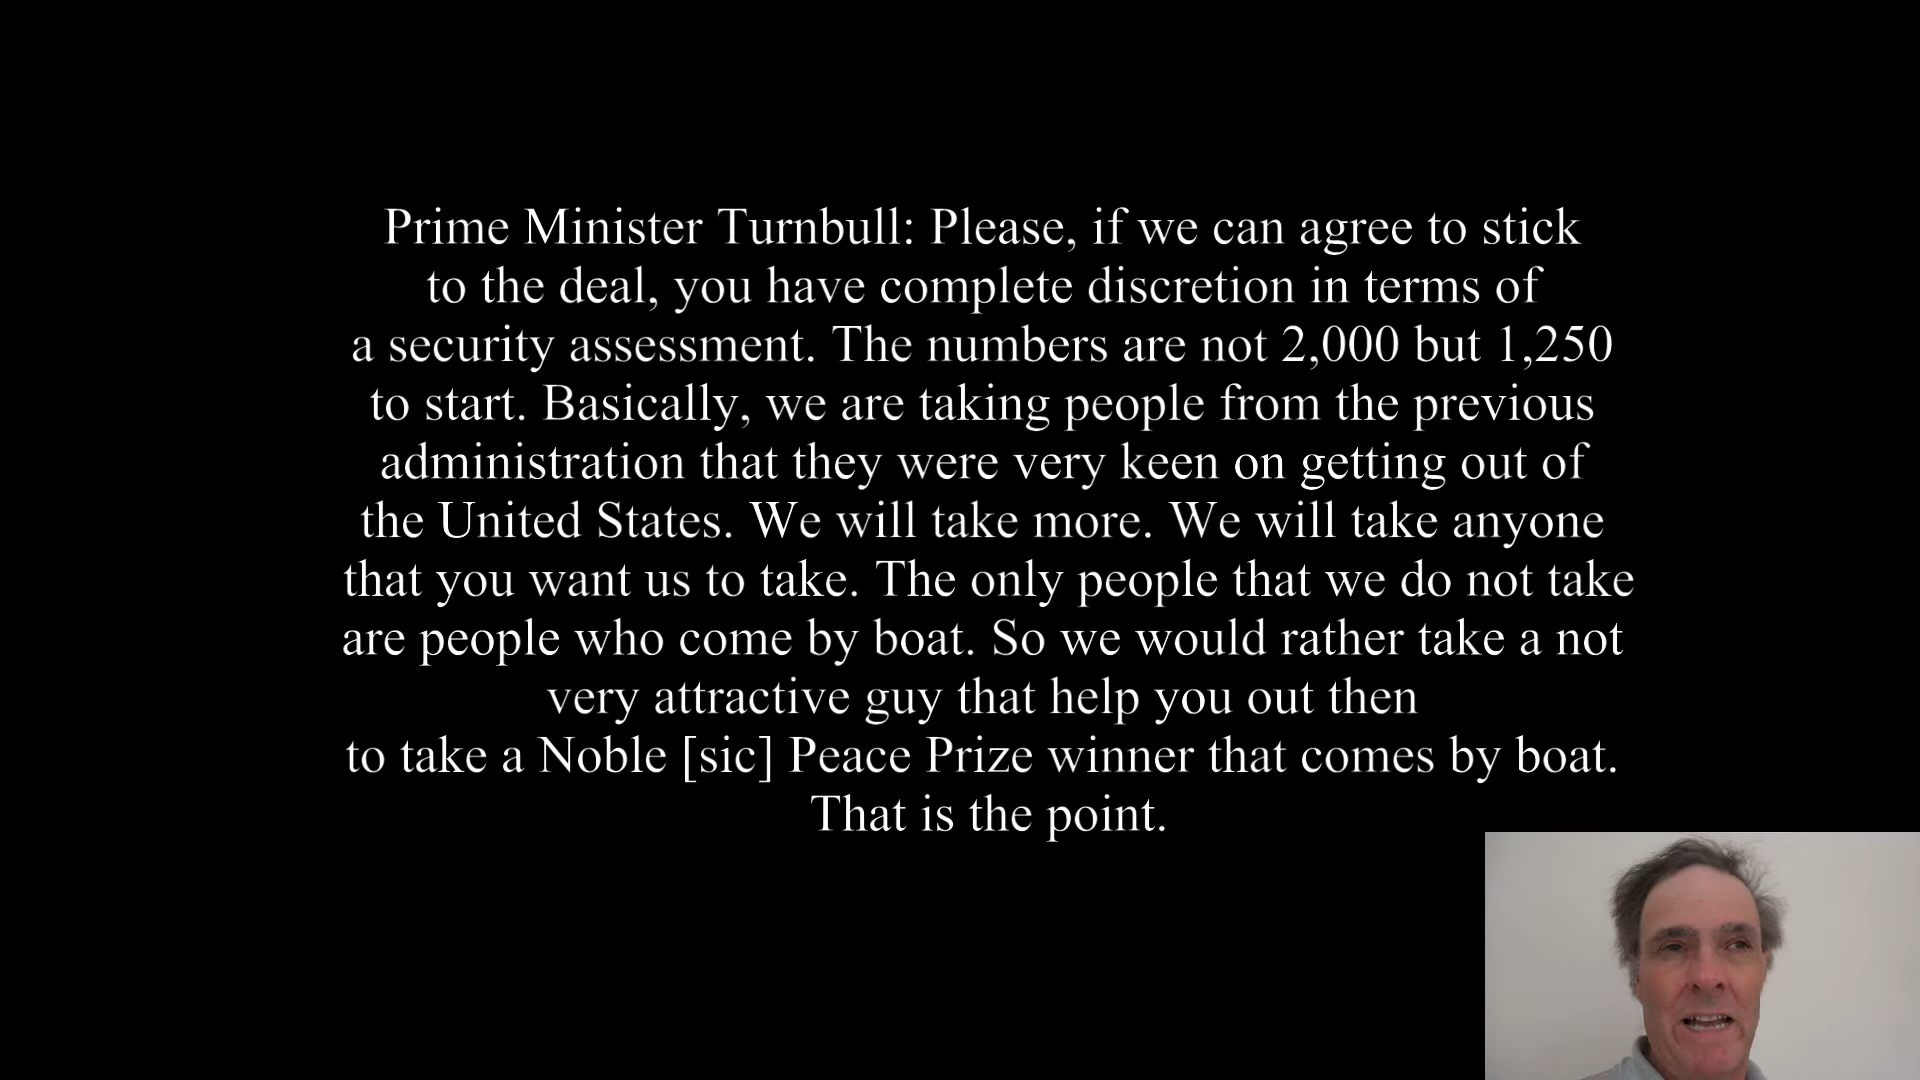 Prime Minister Turnbull: Please, if we can agree to stick
to the deal, you have complete discretion in terms of
a security assessment. The numbers are not 2,000 but 1,250
to start. Basically, we are taking people from the previous
administration that they were very keen on getting out of
the United States. We will take more. We will take anyone
that you want us to take. The only people that we do not take
are people who come by boat. So we would rather take a not
very attractive guy that help you out then
to take a Noble [sic] Peace Prize winner that comes by boat.
That is the point.